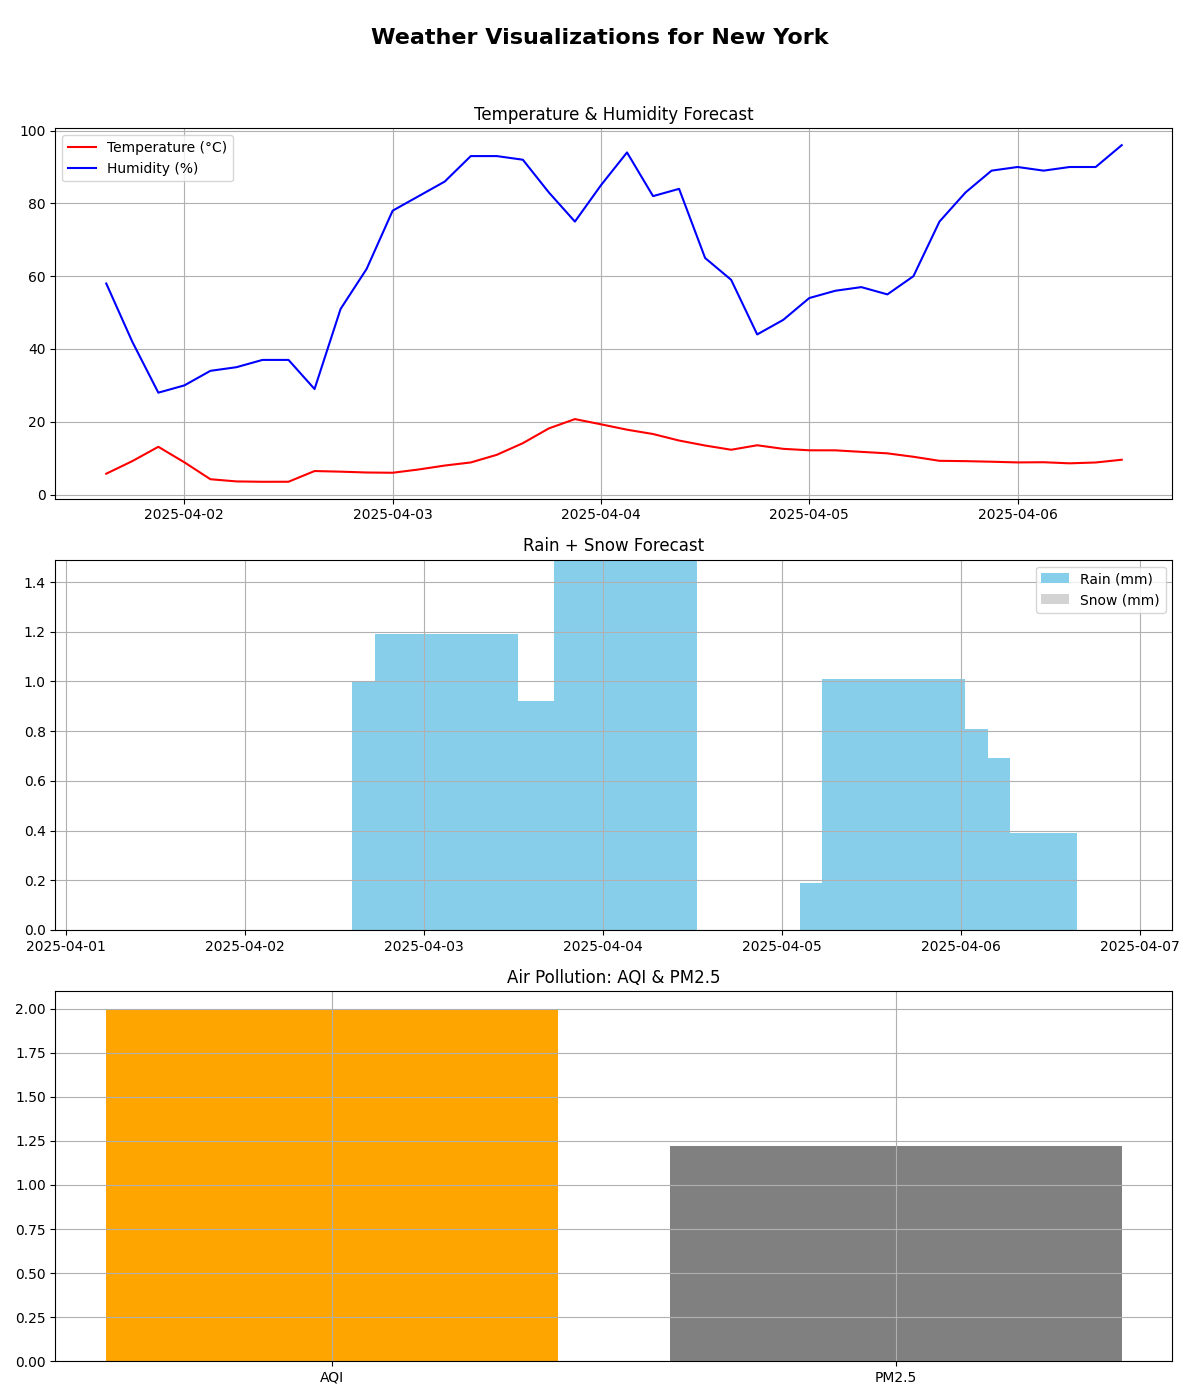 Weather Visualizations for New York
Temperature & Humidity Forecast
Temperature (°C)
Humidity (%)
100
80
60
40
20
0
2025-04-02 2025-04-03 2025-04-04 2025-04-05 2025-04-06
Rain + Snow Forecast
Rain (mm)
Snow (mm)
1.4
1.2
1.0
0.8
0.6
0.4
0.2
0.0
2025-04-01 2025-04-02 2025-04-03 2025-04-04 2025-04-05 2025-04-06 2025-04-07
Air Pollution: AQI & PM2.5
2.00
1.75
1.50
1.25
1.00
0.75
0.50
0.25
0.00
AQI PM2.5